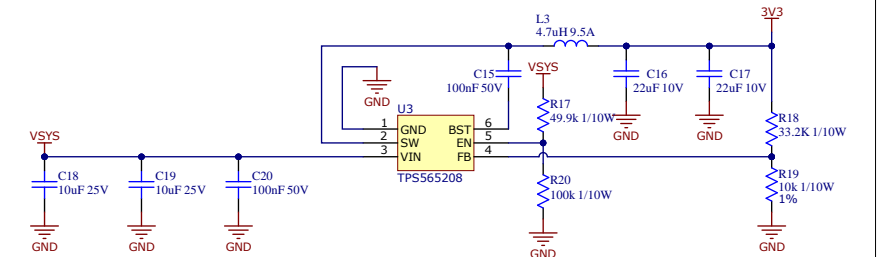 3V3
L3
4.7uH 9.5A
C15
100nF 50V
VSYS
C16
22uF 10V
C17
22uF 10V
GND
U3
R17
49.9k 1/10W
GND
GND
R18
33.2K 1/10W
1
GND
BST
6
2
SW
EN
5
3
VIN
FB
4
TPS565208
VSYS
C18
10uF 25V
C19
10uF 25V
C20
100nF 50V
R20
100k 1/10W
R19
10k 1/10W
1%
GND
GND
GND
GND
GND